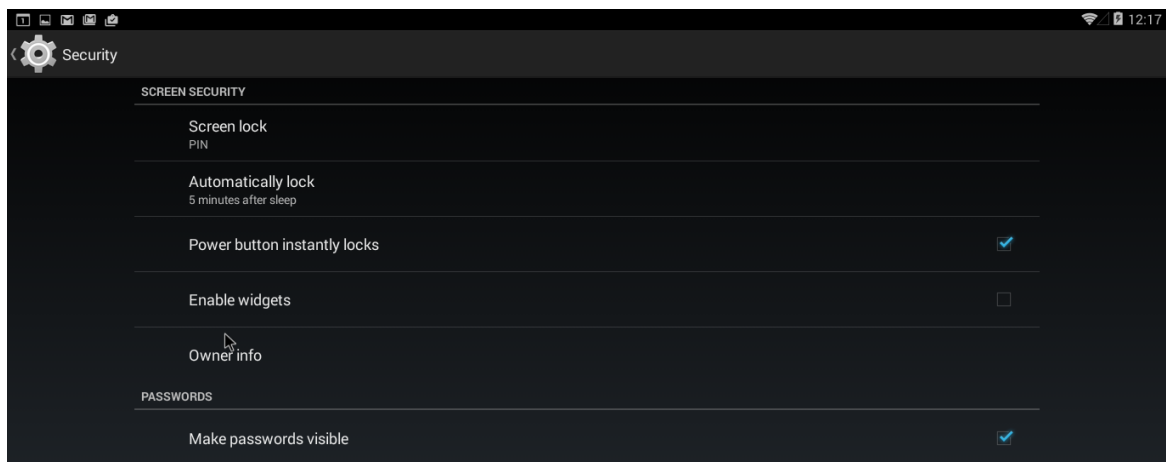 1
12:17
Security
SCREEN SECURITY
Screen lock
PIN
Automatically lock
5 minutes after sleep
Power button instantly locks
Enable widgets
Owner info
PASSWORDS
Make passwords visible